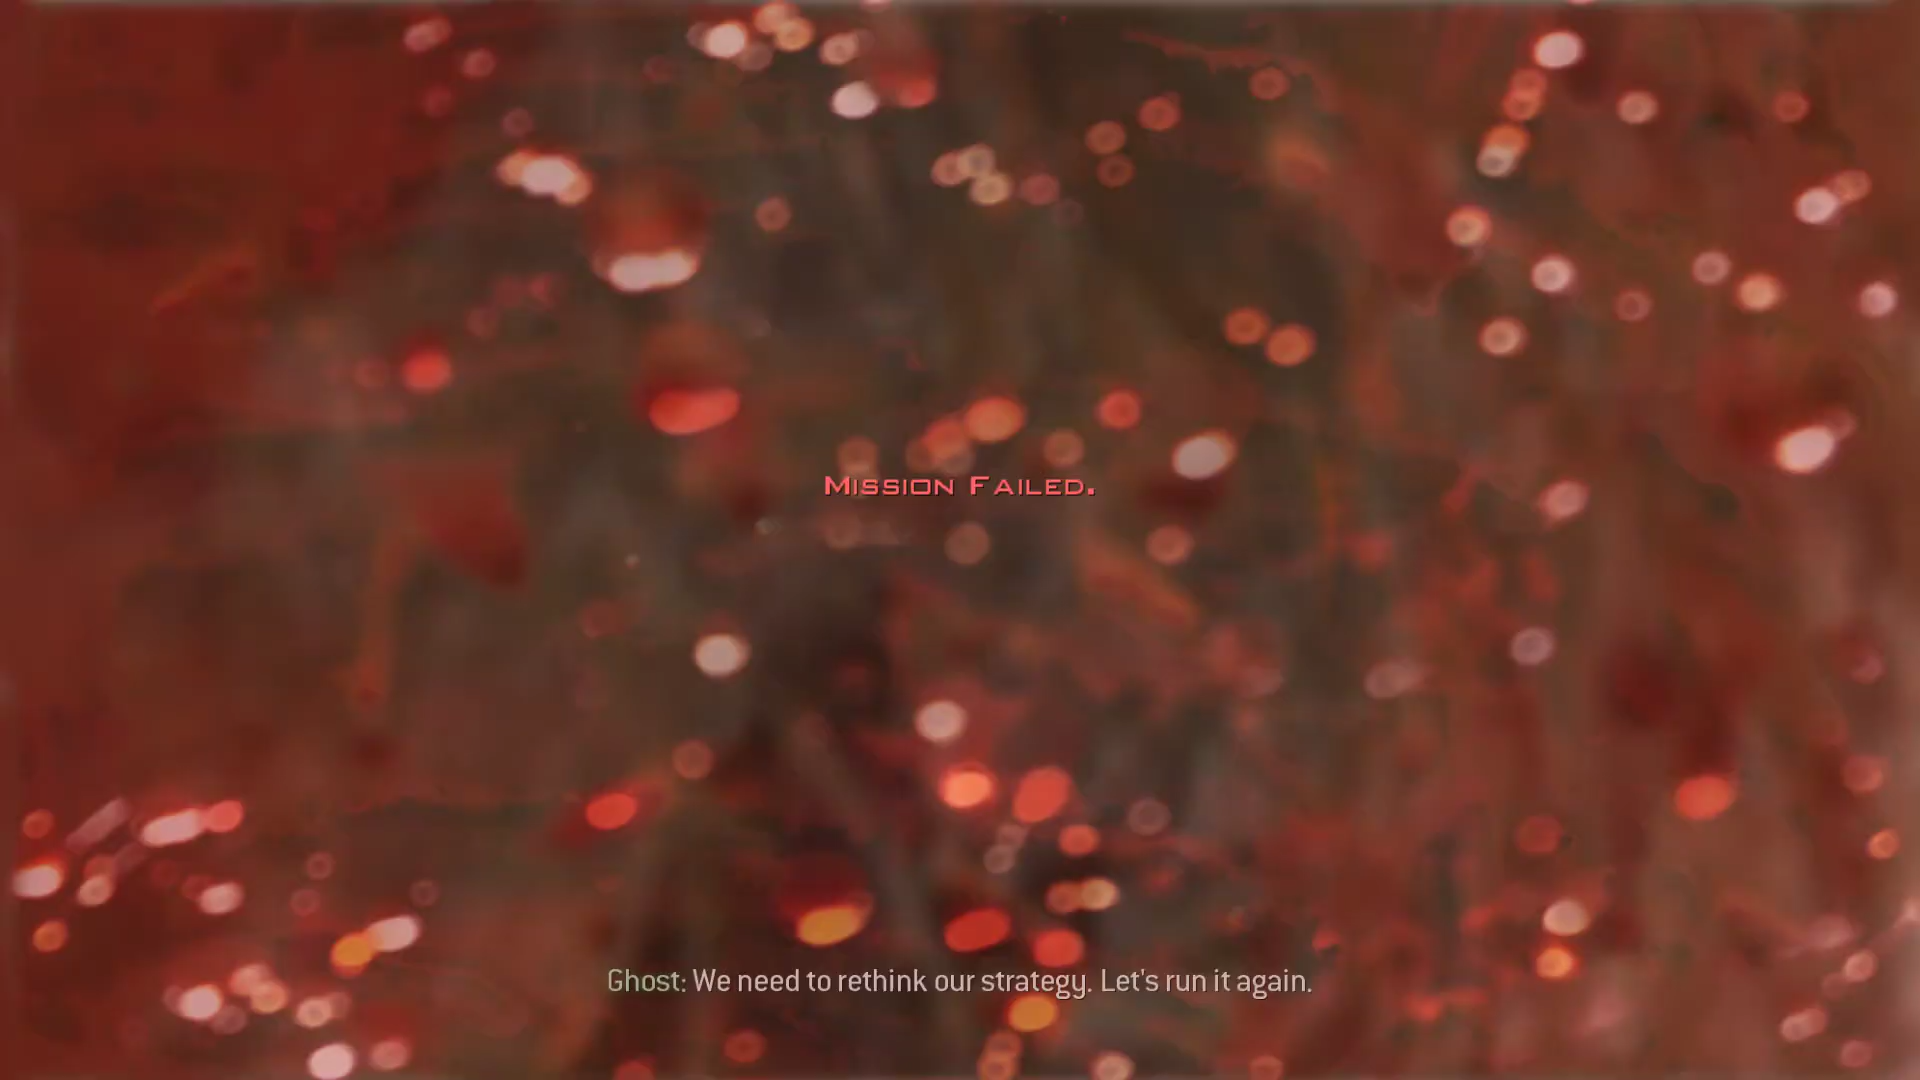 Mission Failed.
Ghost: We need to rethink our strategy. Let's run it again.